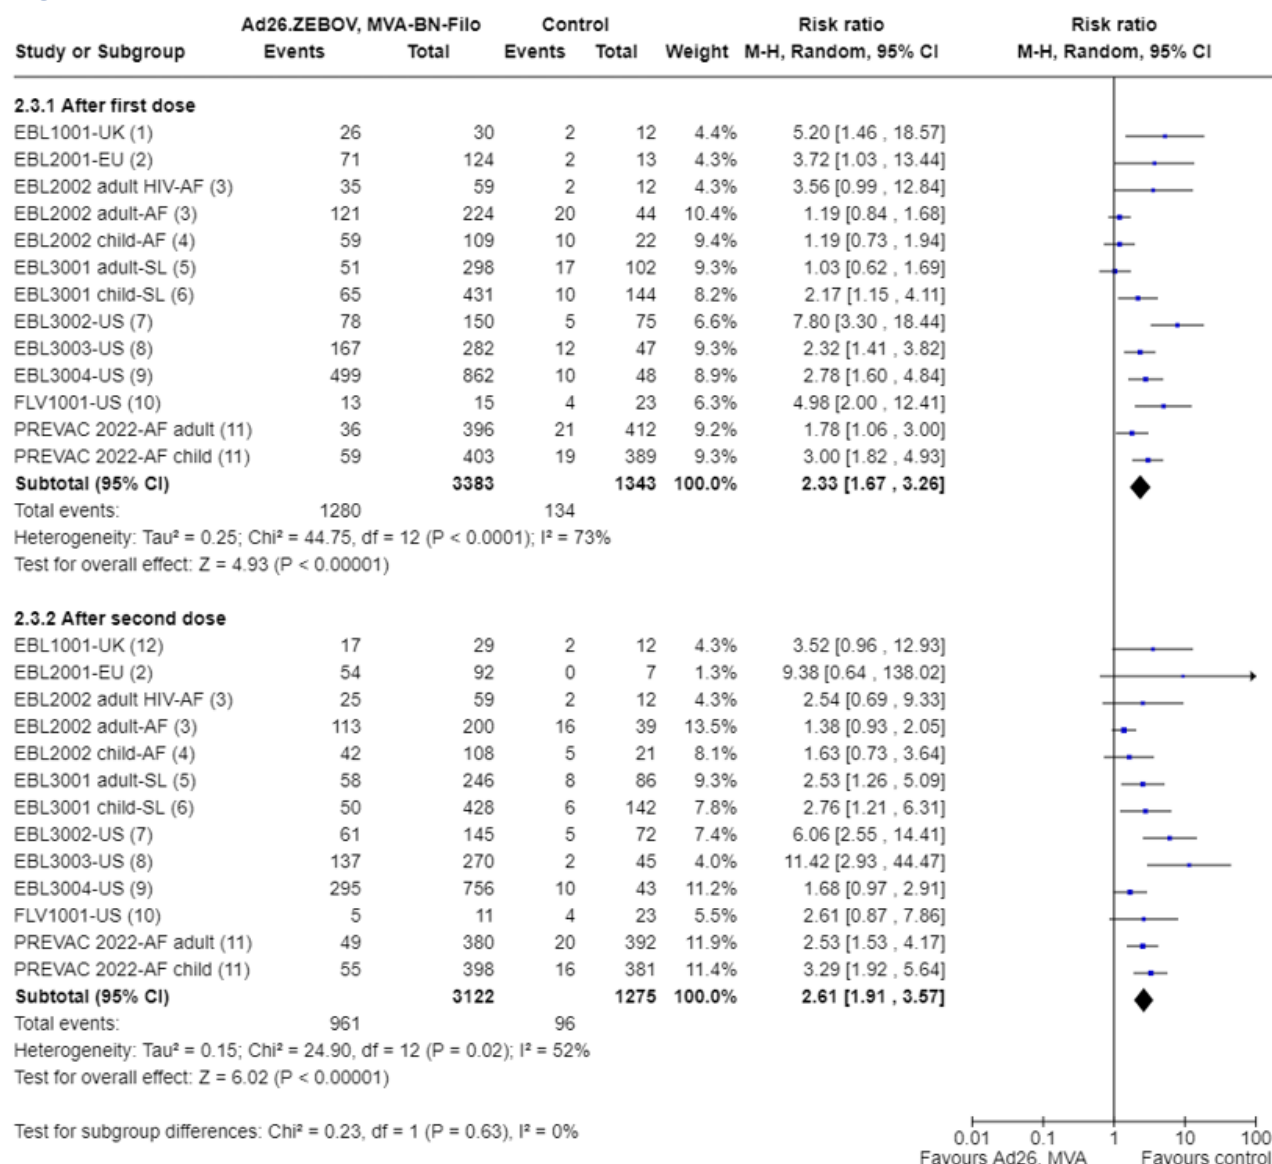 Ad26.ZEBOV, MVA-BN-Filo Control Risk ratio Risk ratio
Study or Subgroup Events Total Events Total Weight M-H, Random, 95% CI M-H, Random, 95% CI
2.3.1 After first dose
EBL1001-UK (1) 26 30 2 12 4.4% 5.20 [1.46 , 18.57]
EBL2001-EU (2) 71 124 2 13 4.3% 3.72 [1.03 , 13.44]
EBL2002 adult HIV-AF (3) 35 59 2 12 4.3% 3.56 [0.99 , 12.84]
EBL2002 adult-AF (3) 121 224 20 44 10.4% 1.19 [0.84 , 1.68]
EBL2002 child-AF (4) 59 109 10 22 9.4% 1.19 [0.73 , 1.94]
EBL3001 adult-SL (5) 51 298 17 102 9.3% 1.03 [0.62 , 1.69]
EBL3001 child-SL (6) 65 431 10 144 8.2% 2.17 [1.15 , 4.11]
EBL3002-US (7) 78 150 5 75 6.6% 7.80 [3.30 , 18.44]
EBL3003-US (8) 167 282 12 47 9.3% 2.32 [1.41 , 3.82]
EBL3004-US (9) 499 862 10 48 8.9% 2.78 [1.60 , 4.84]
FLV1001-US (10) 13 15 4 23 6.3% 4.98 [2.00 , 12.41]
PREVAC 2022-AF adult (11) 36 396 21 412 9.2% 1.78 [1.06 , 3.00]
PREVAC 2022-AF child (11) 59 403 19 389 9.3% 3.00 [1.82 , 4.93]
Subtotal (95% CI) 3383 1343 100.0% 2.33 [1.67 , 3.26]
Total events: 1280 134
Heterogeneity: Tau² = 0.25; Chi² = 44.75, df = 12 (P < 0.0001); I² = 73%
Test for overall effect: Z = 4.93 (P < 0.00001)
2.3.2 After second dose
EBL1001-UK (12) 17 29 2 12 4.3% 3.52 [0.96 , 12.93]
EBL2001-EU (2) 54 92 0 7 1.3% 9.38 [0.64 , 138.02]
EBL2002 adult HIV-AF (3) 25 59 2 12 4.3% 2.54 [0.69 , 9.33]
EBL2002 adult-AF (3) 113 200 16 39 13.5% 1.38 [0.93 , 2.05]
EBL2002 child-AF (4) 42 108 5 21 8.1% 1.63 [0.73 , 3.64]
EBL3001 adult-SL (5) 58 246 8 86 9.3% 2.53 [1.26 , 5.09]
EBL3001 child-SL (6) 50 428 6 142 7.8% 2.76 [1.21 , 6.31]
EBL3002-US (7) 61 145 5 72 7.4% 6.06 [2.55 , 14.41]
EBL3003-US (8) 137 270 2 45 4.0% 11.42 [2.93 , 44.47]
EBL3004-US (9) 295 756 10 43 11.2% 1.68 [0.97 , 2.91]
FLV1001-US (10) 5 11 4 23 5.5% 2.61 [0.87 , 7.86]
PREVAC 2022-AF adult (11) 49 380 20 392 11.9% 2.53 [1.53 , 4.17]
PREVAC 2022-AF child (11) 55 398 16 381 11.4% 3.29 [1.92 , 5.64]
Subtotal (95% CI) 3122 1275 100.0% 2.61 [1.91 , 3.57]
Total events: 961 96
Heterogeneity: Tau² = 0.15; Chi² = 24.90, df = 12 (P = 0.02); I² = 52%
Test for overall effect: Z = 6.02 (P < 0.00001)
Test for subgroup differences: Chi² = 0.23, df = 1 (P = 0.63), I² = 0%
0.01 0.1 1 10 100
Favours Ad26, MVA Favours control